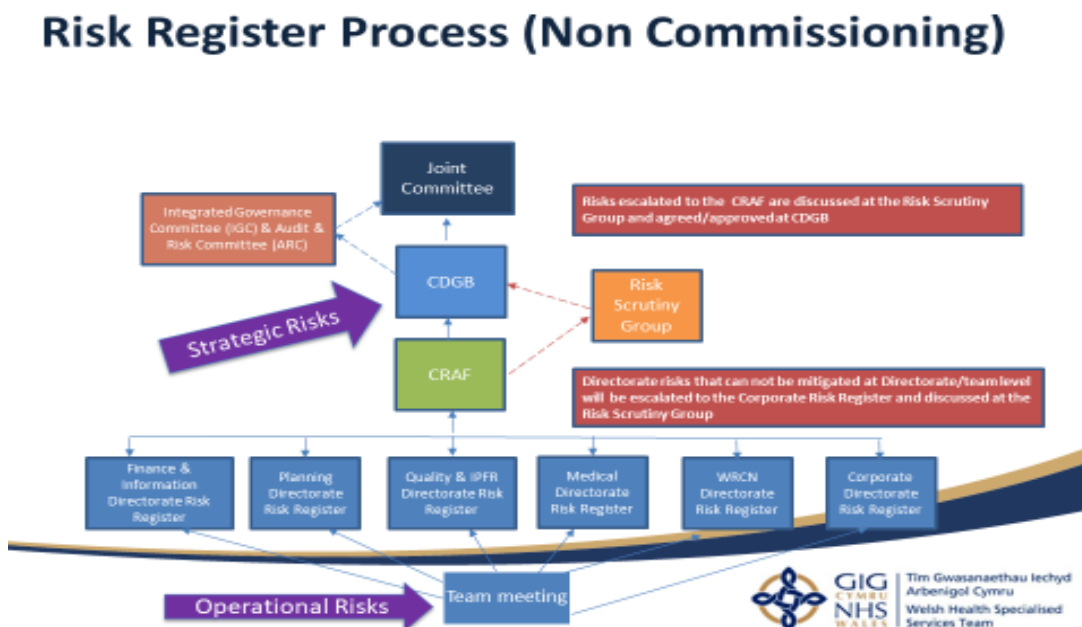 Risk Register Process (Non Commissioning)
Joint
Committee
Integrated Governance
Committee (IGC) & Audit &
Risk Committee (ARC)
Risks escalated to the CRAF are discussed at the Risk Scrutiny
Group and agreed/approved at CDGB
CDGB
Risk
Scrutiny
Group
Strategic Risks
CRAF
Directorate risks that can not be mitigated at Directorate/team level
will be escalated to the Corporate Risk Register and discussed at the
Risk Scrutiny Group
Finance &
Information
Directorate Risk
Register
Planning
Directorate
Risk Register
Quality & IPFR
Directorate Risk
Register
Medical
Directorate
Risk Register
WRCN
Directorate
Risk Register
Corporate
Directorate
Risk Register
Operational Risks
Team meeting
GIG
CYMRU
NHS
WALES
Tîm Gwasanaethau Iechyd
Arbenigol Cymru
Welsh Health Specialised
Services Team